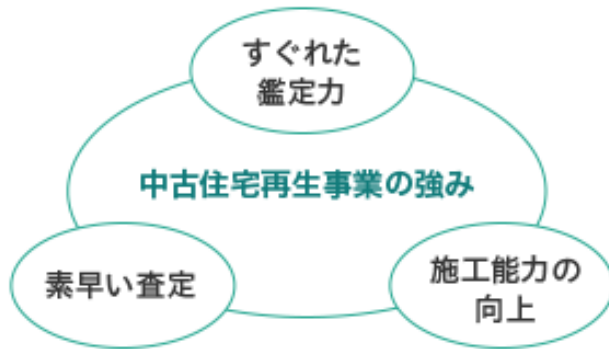 すぐれた
鑑定力
中古住宅再生事業の強み
素早い査定
施工能力の
向上